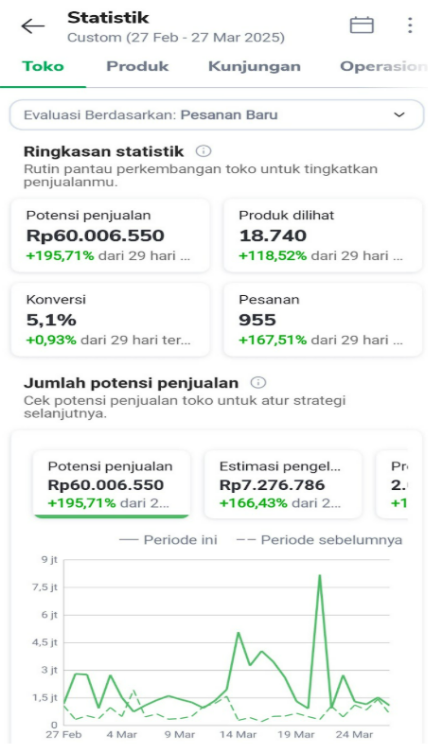 Statistik
Custom (27 Feb - 27 Mar 2025)
Toko Produk Kunjungan Operasion
Evaluasi Berdasarkan: Pesanan Baru
Ringkasan statistik
Rutin pantau perkembangan toko untuk tingkatkan
penjualanmu.
Potensi penjualan
Rp60.006.550
+195,71% dari 29 hari ...
Produk dilihat
18.740
+118,52% dari 29 hari ...
Konversi
5,1%
+0,93% dari 29 hari ter...
Pesanan
955
+167,51% dari 29 hari ...
Jumlah potensi penjualan
Cek potensi penjualan toko untuk atur strategi
selanjutnya.
Potensi penjualan
Rp60.006.550
+195,71% dari 2...
Estimasi pengel...
Rp7.276.786
+166,43% dari 2...
Pr
2.
+1
Periode ini Periode sebelumnya
9 jt
7,5 jt
6 jt
4,5 jt
3 jt
1,5 jt
0
27 Feb 4 Mar 9 Mar 14 Mar 19 Mar 24 Mar